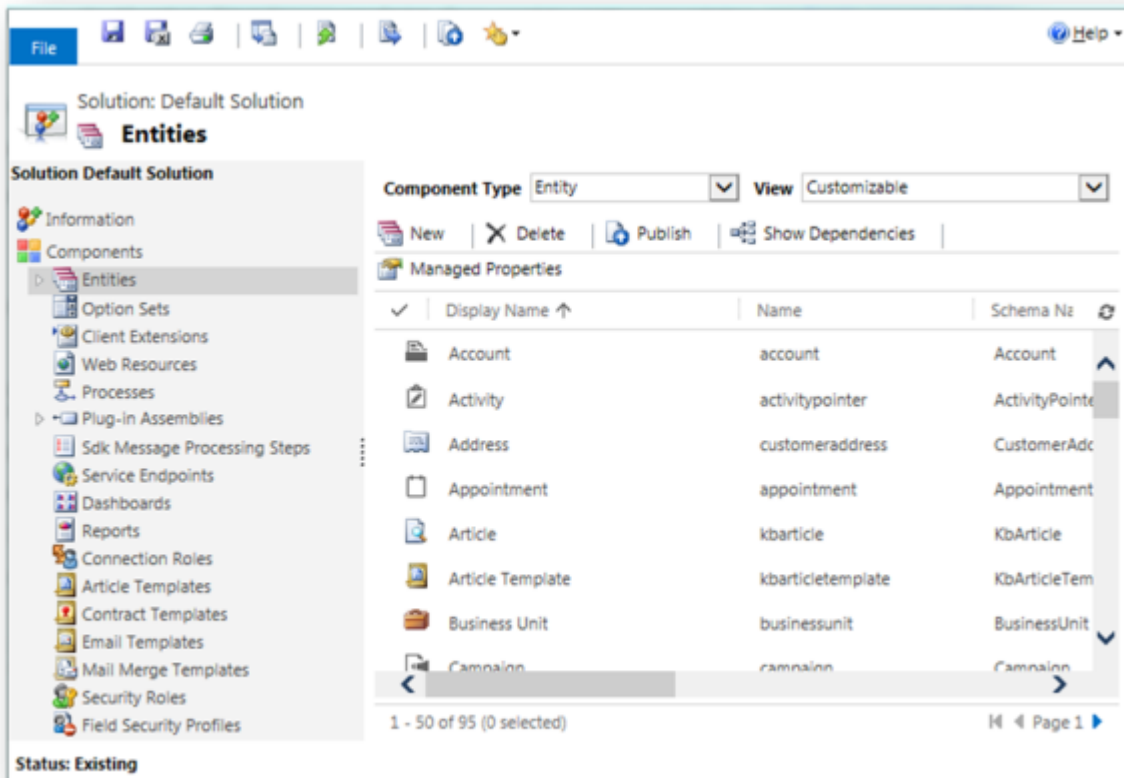 File
Help
Solution: Default Solution
Entities
Solution Default Solution
Information
Components
Entities
Option Sets
Client Extensions
Web Resources
Processes
Plug-in Assemblies
Sdk Message Processing Steps
Service Endpoints
Dashboards
Reports
Connection Roles
Article Templates
Contract Templates
Email Templates
Mail Merge Templates
Security Roles
Field Security Profiles
Status: Existing
Component Type Entity View Customizable
New Delete Publish Show Dependencies
Managed Properties
Display Name Name Schema Na
Account account Account
Activity activitypointer ActivityPointe
Address customeraddress CustomerAdd
Appointment appointment Appointment
Article kbarticle KbArticle
Article Template kbarticletemplate KbArticleTem
Business Unit businessunit BusinessUnit
Campaign campaign Campaign
1 - 50 of 95 (0 selected) Page 1